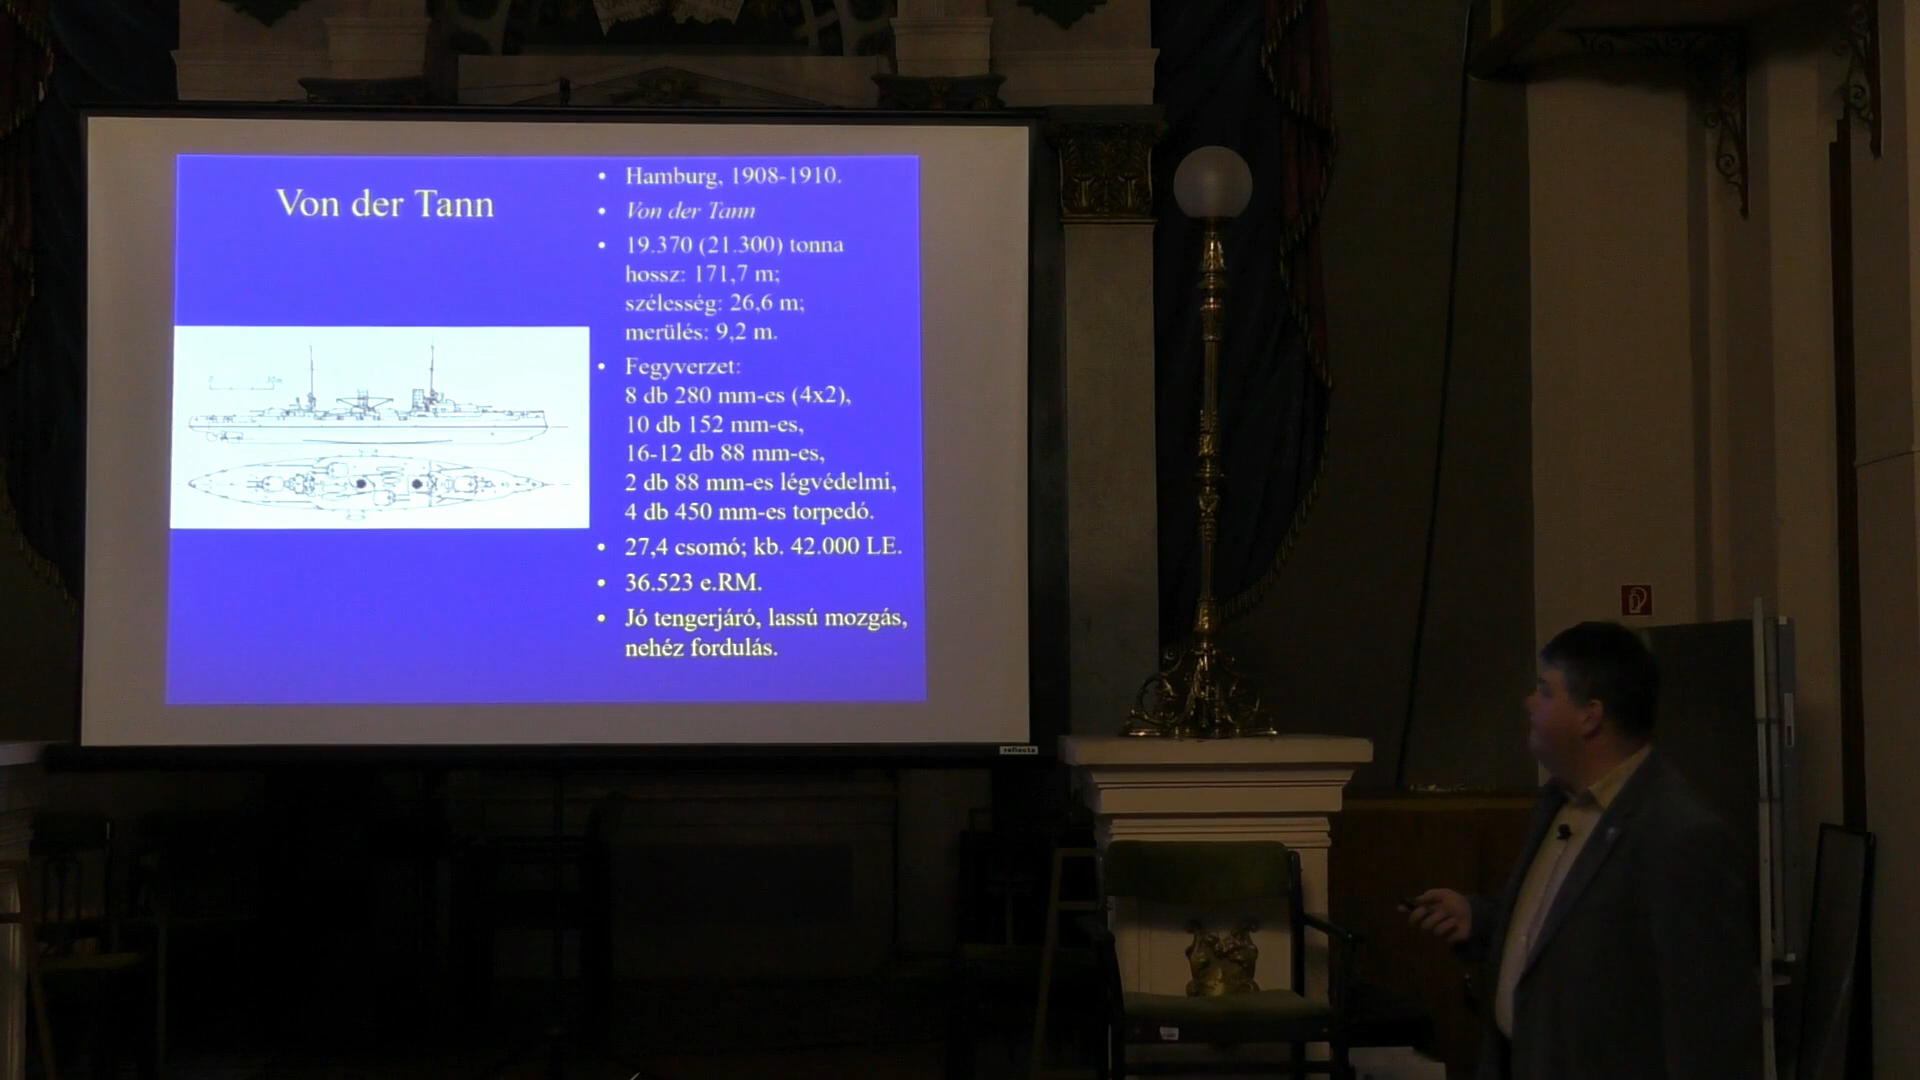 Von der Tann
• Hamburg, 1908-1910.
• Von der Tann
• 19.370 (21.300) tonna
hossz: 171,7 m;
szélesség: 26,6 m;
merülés: 9,2 m.
• Fegyverzet:
8 db 280 mm-es (4x2),
10 db 152 mm-es,
16-12 db 88 mm-es,
2 db 88 mm-es légvédelmi,
4 db 450 mm-es torpedó.
• 27,4 csomó; kb. 42.000 LE.
• 36.523 e.RM.
• Jó tengerjáró, lassú mozgás,
nehéz fordulás.
reflecta